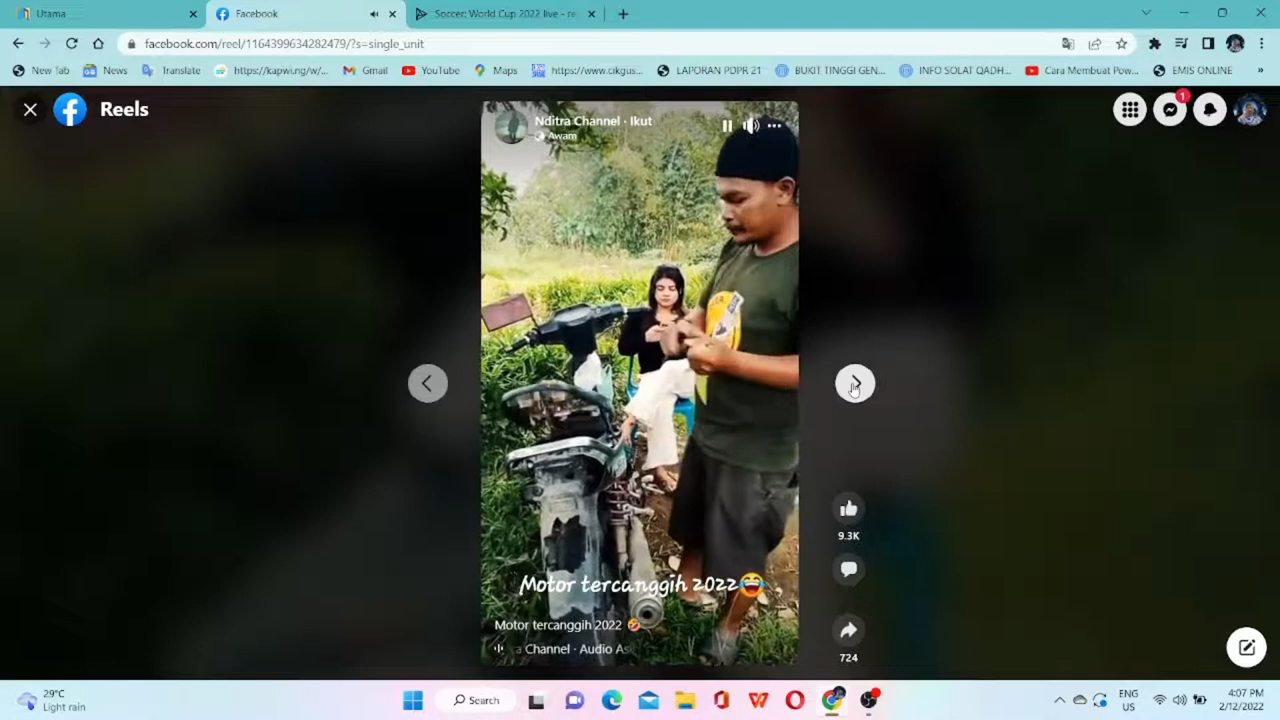 Utama
Facebook
Soccer: World Cup 2022 live - re
facebook.com/reel/1164399634282479/?s=single_unit
New Tab
News
Translate
https://kapwi.ng/w/...
Gmail
YouTube
Maps
https://www.cikgus...
LAPORAN PDPR 21
BUKIT TINGGI GEN...
INFO SOLAT QADH...
Cara Membuat Pow...
EMIS ONLINE
»
Reels
1
Nditra Channel · Ikut
Awam
9.3K
724
Motor tercanggih 2022😂
Motor tercanggih 2022 🤣
a Channel · Audio As
29°C
Light rain
Search
ENG
US
4:07 PM
2/12/2022